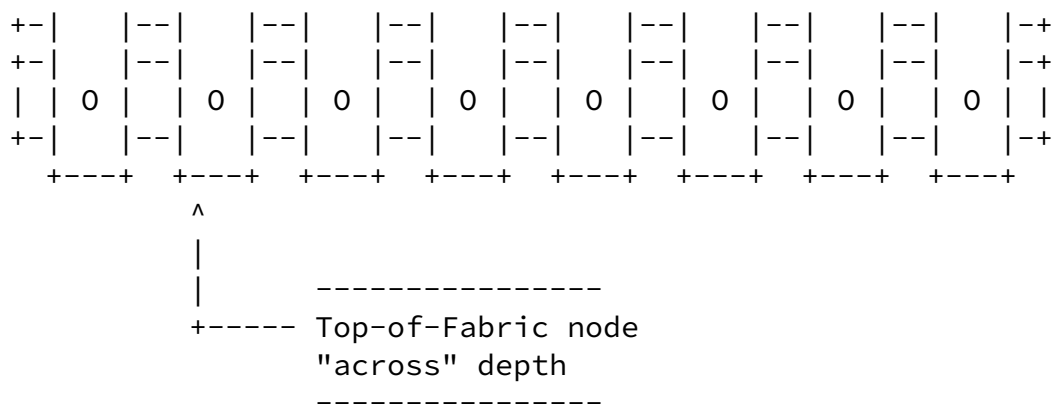 +-|   |--|   |--|   |--|   |--|   |--|   |--|   |--|   |-+
+-|   |--|   |--|   |--|   |--|   |--|   |--|   |--|   |-+
| | O |  | O |  | O |  | O |  | O |  | O |  | O |  | O | |
+-|   |--|   |--|   |--|   |--|   |--|   |--|   |--|   |-+
  +---+  +---+  +---+  +---+  +---+  +---+  +---+  +---+
          ^
          |
          |      ----------------
          +----- Top-of-Fabric node
                 "across" depth
                 ----------------